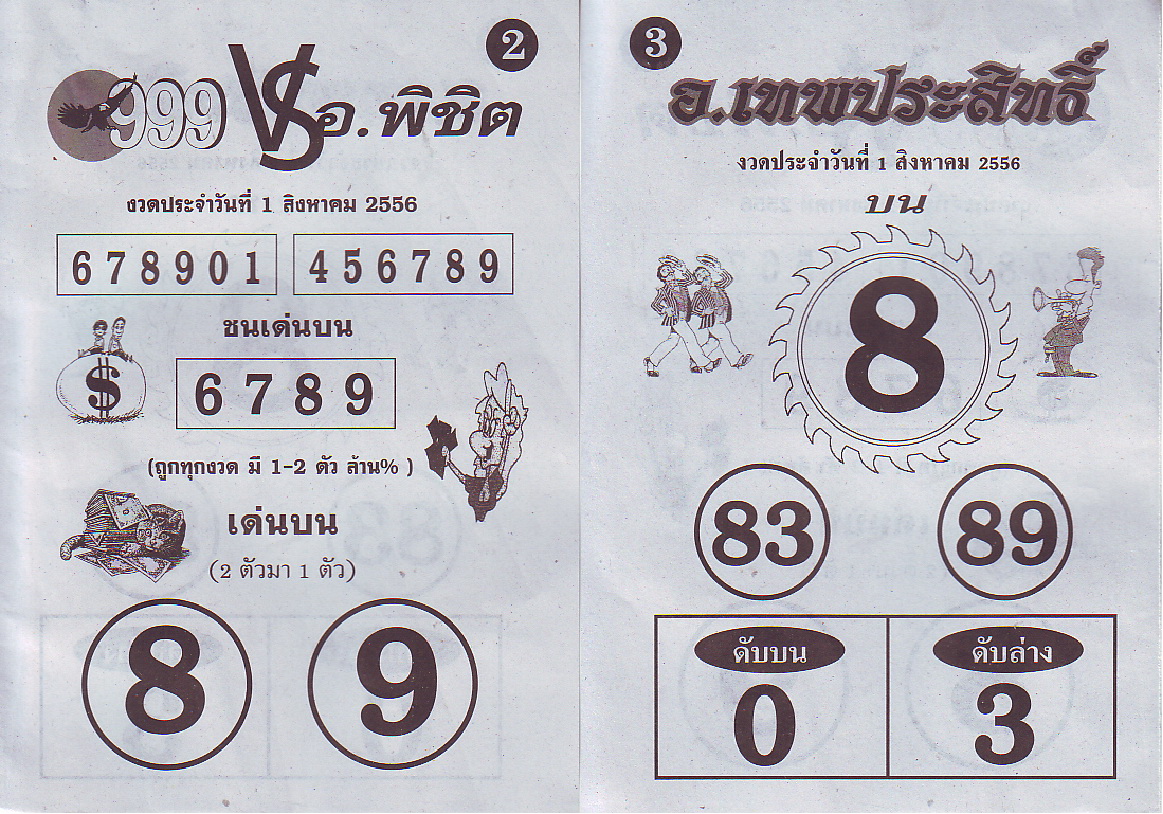 2
999 VS อ.พิชิต
งวดประจำวันที่ 1 สิงหาคม 2556
678901 456789
ชนเด่นบน
$
6789
(ถูกทุกงวด มี 1-2 ตัว ล้าน%)
เด่นบน
(2 ตัวมา 1 ตัว)
8 9
3
อ.เทพประสิทธิ์
งวดประจำวันที่ 1 สิงหาคม 2556
บน
8
83 89
ดับบน ดับล่าง
0 3